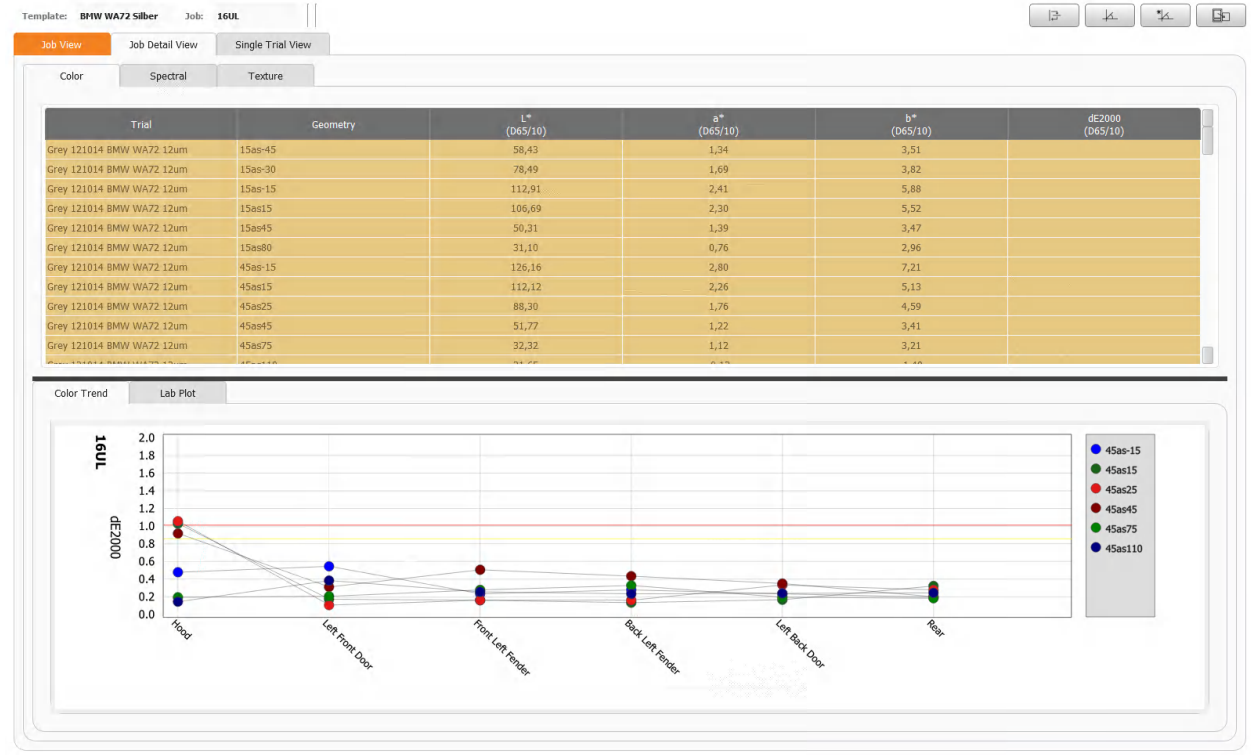 Template: BMW WA72 Silber Job: 16UL
Job View Job Detail View Single Trial View
Color Spectral Texture
Trial Geometry L* (D65/10) a* (D65/10) b* (D65/10) dE2000 (D65/10)
Grey 121014 BMW WA72 12um 15as-45 58,43 1,34 3,51
Grey 121014 BMW WA72 12um 15as-30 78,49 1,69 3,82
Grey 121014 BMW WA72 12um 15as-15 112,91 2,41 5,88
Grey 121014 BMW WA72 12um 15as15 106,69 2,30 5,52
Grey 121014 BMW WA72 12um 15as45 50,31 1,39 3,47
Grey 121014 BMW WA72 12um 15as80 31,10 0,76 2,96
Grey 121014 BMW WA72 12um 45as-15 126,16 2,80 7,21
Grey 121014 BMW WA72 12um 45as15 112,12 2,26 5,13
Grey 121014 BMW WA72 12um 45as25 88,30 1,76 4,59
Grey 121014 BMW WA72 12um 45as45 51,77 1,22 3,41
Grey 121014 BMW WA72 12um 45as75 32,32 1,12 3,21
Color Trend Lab Plot
16UL
dE2000
2.0
1.8
1.6
1.4
1.2
1.0
0.8
0.6
0.4
0.2
0.0
Hood
Left Front Door
Front Left Fender
Back Left Fender
Left Back Door
Rear
45as-15
45as15
45as25
45as45
45as75
45as110